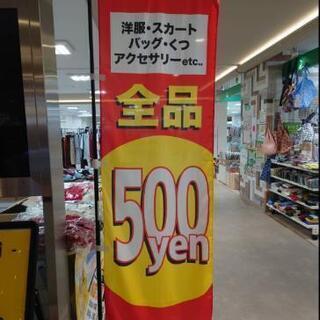 洋服・スカート
バッグ・くつ
アクセサリーetc..
全品
500
yen